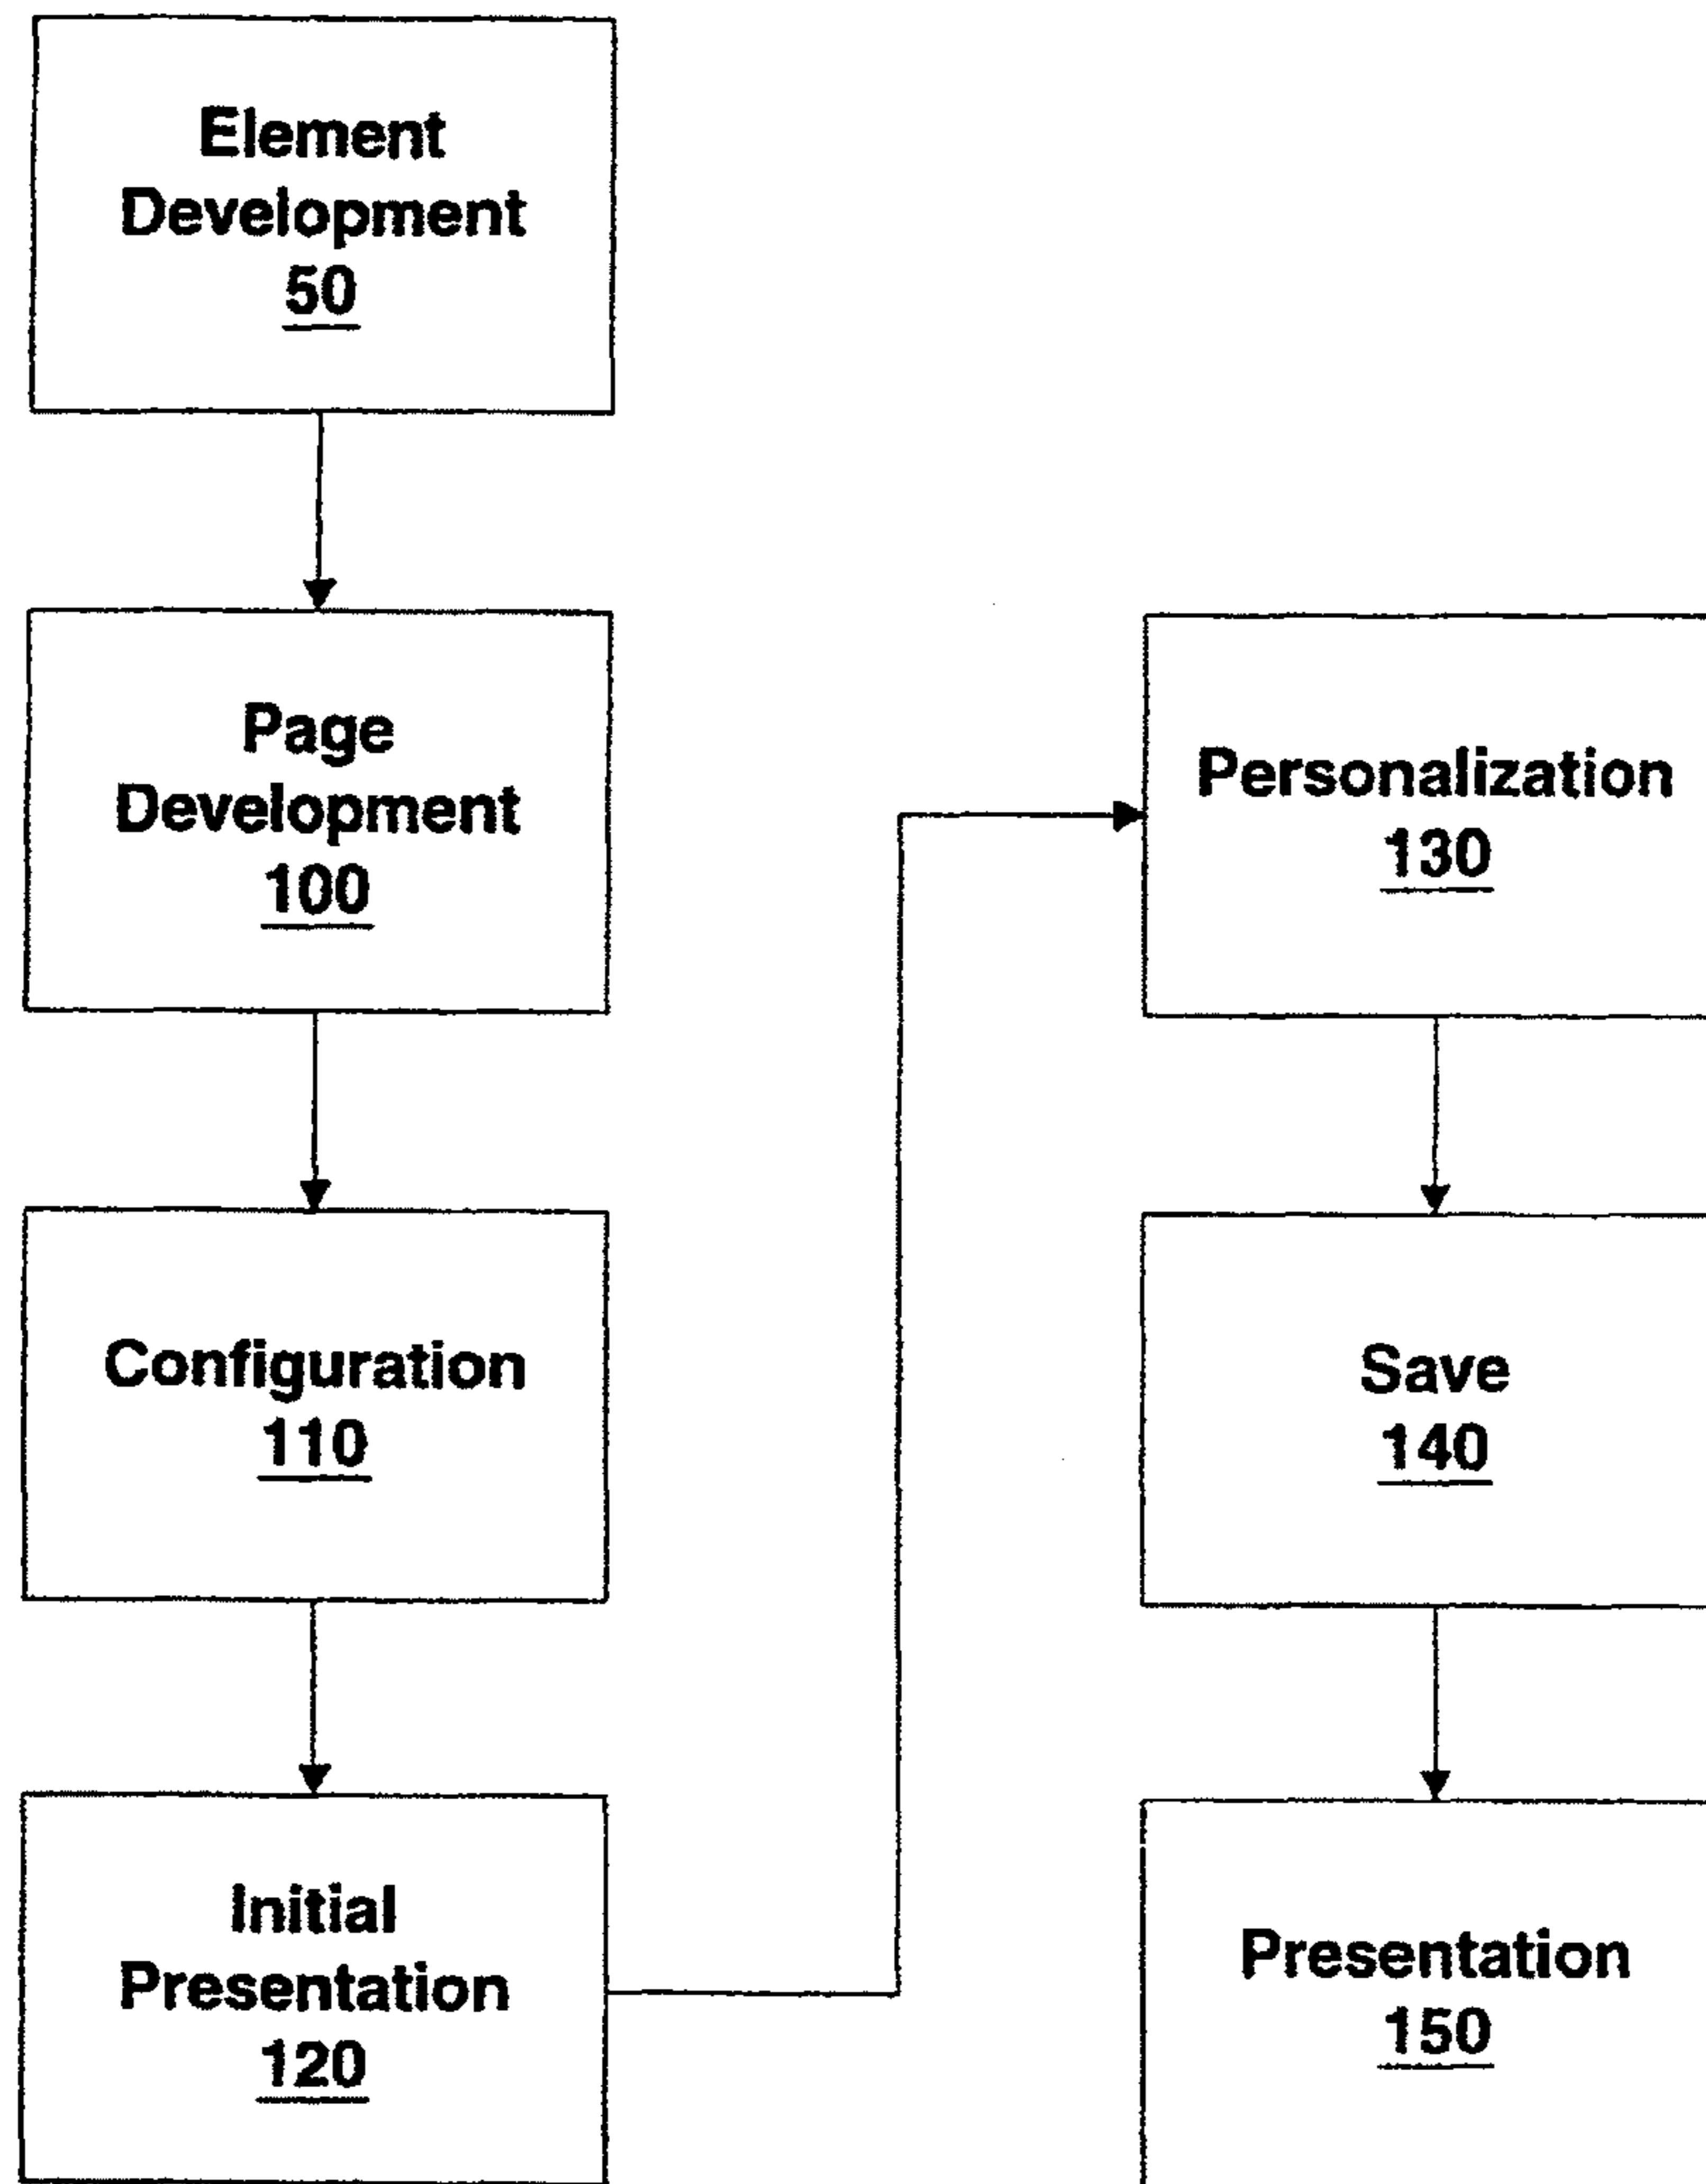 Element
Development
50
Page
Development
100
Configuration
110
Initial
Presentation
120
Personalization
130
Save
140
Presentation
150